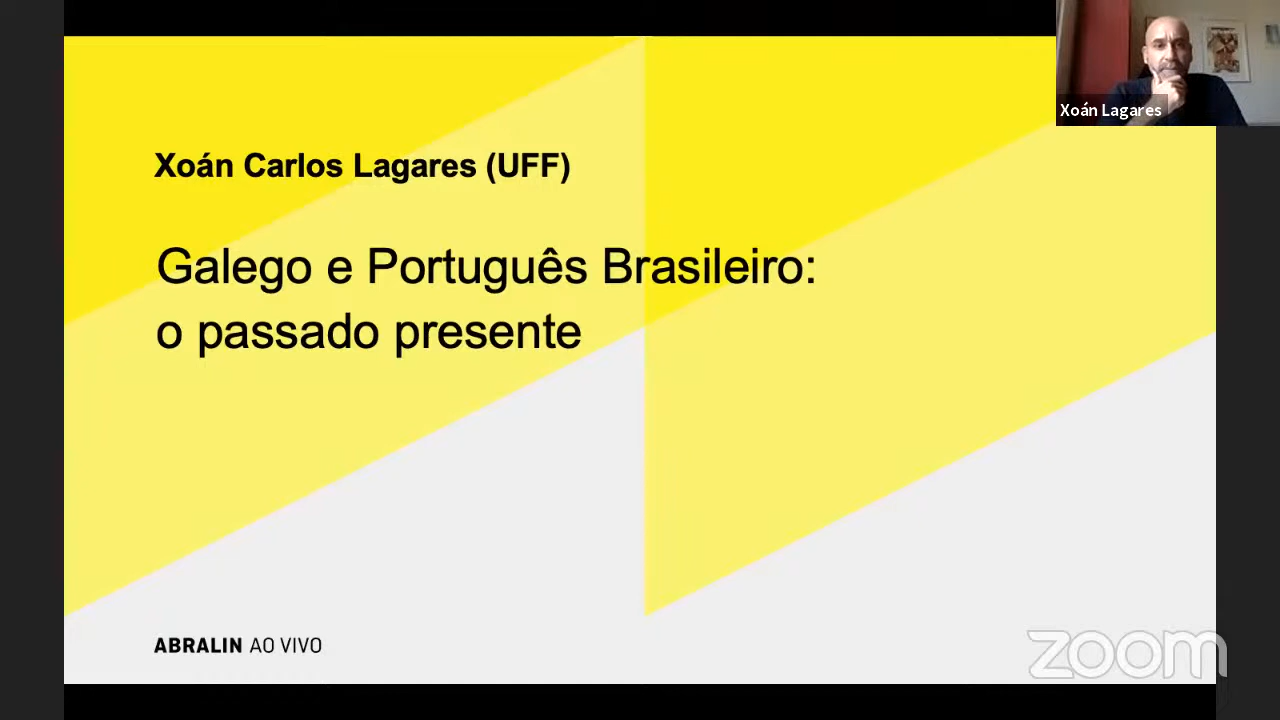 Xoán Lagares
Xoán Carlos Lagares (UFF)
Galego e Português Brasileiro:
o passado presente
ABRALIN AO VIVO
zoom